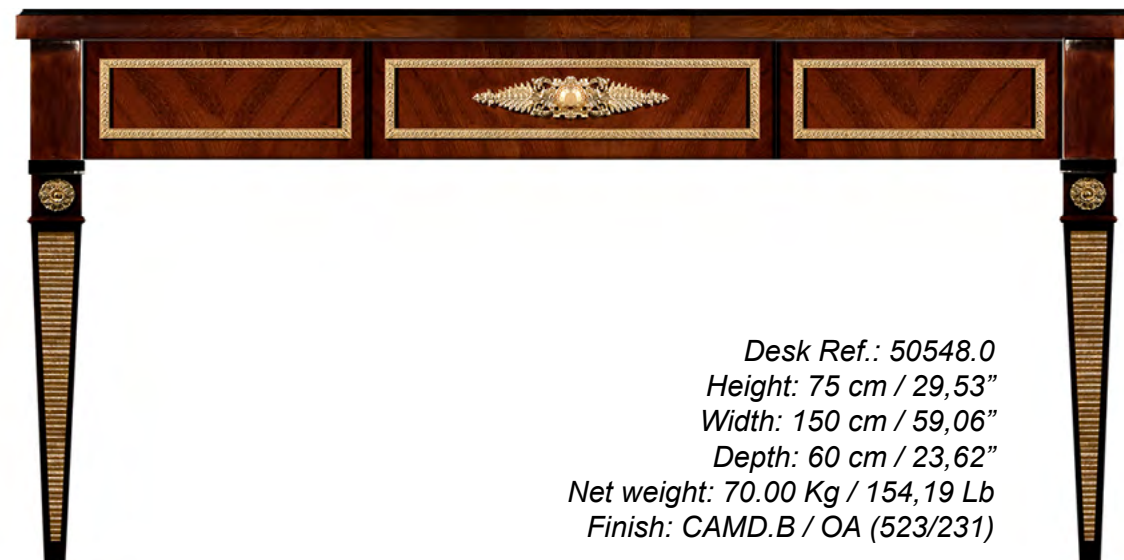 Desk Ref.: 50548.0
Height: 75 cm / 29,53”
Width: 150 cm / 59,06”
Depth: 60 cm / 23,62”
Net weight: 70.00 Kg / 154,19 Lb
Finish: CAMD.B / OA (523/231)